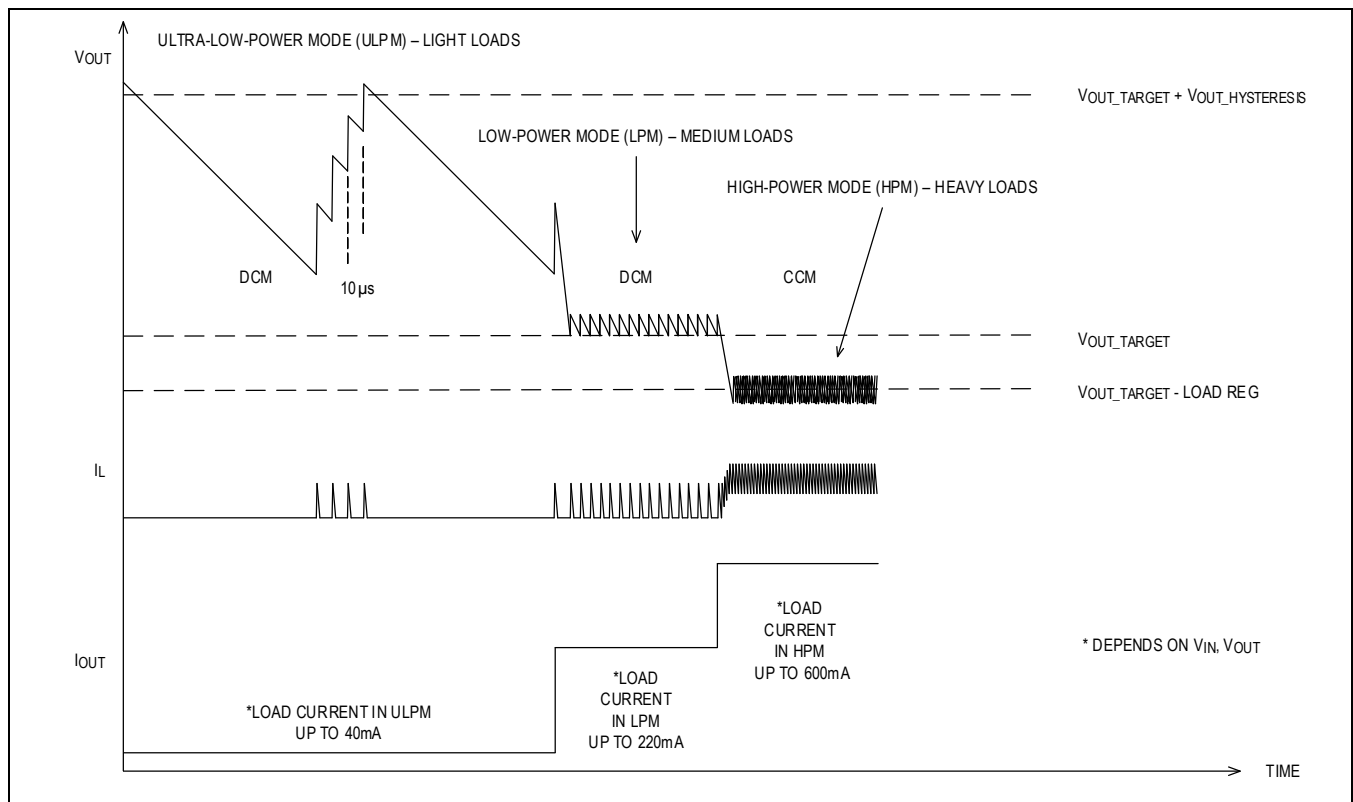 ULTRA-LOW-POWER MODE (ULPM) – LIGHT LOADS
VOUT
VOUT_TARGET + VOUT_HYSTERESIS
LOW-POWER MODE (LPM) – MEDIUM LOADS
HIGH-POWER MODE (HPM) – HEAVY LOADS
DCM
10µs
DCM
CCM
VOUT_TARGET
VOUT_TARGET - LOAD REG
IL
IOUT
*LOAD CURRENT IN ULPM
UP TO 40mA
*LOAD
CURRENT
IN LPM
UP TO 220mA
*LOAD
CURRENT
IN HPM
UP TO 600mA
* DEPENDS ON VIN, VOUT
TIME